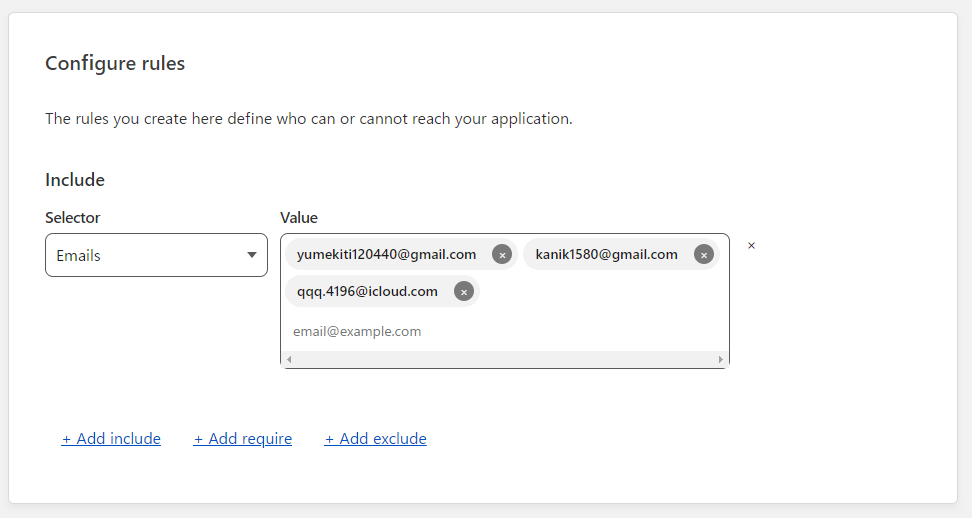 Configure rules
The rules you create here define who can or cannot reach your application.
Include
Selector
Value
Emails
yumekiti120440@gmail.com × kanik1580@gmail.com ×
×
qqq.4196@icloud.com ×
email@example.com
+ Add include + Add require + Add exclude